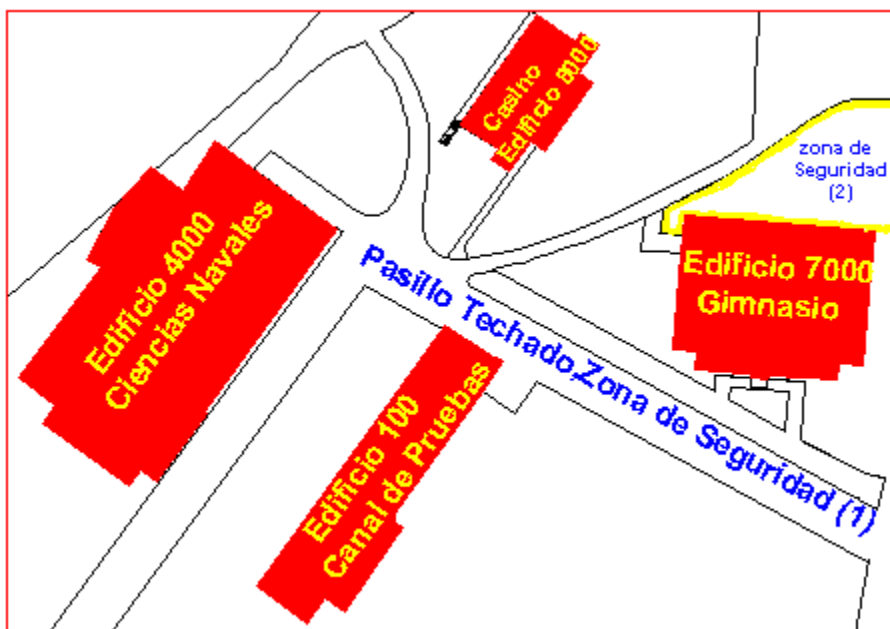 Casino
Edificio 8000
zona de
Seguridad
(2)
Edificio 4000
Ciencias Navales
Edificio 7000
Gimnasio
Pasillo Techado,Zona de Seguridad (1)
Edificio 100
Canal de Pruebas